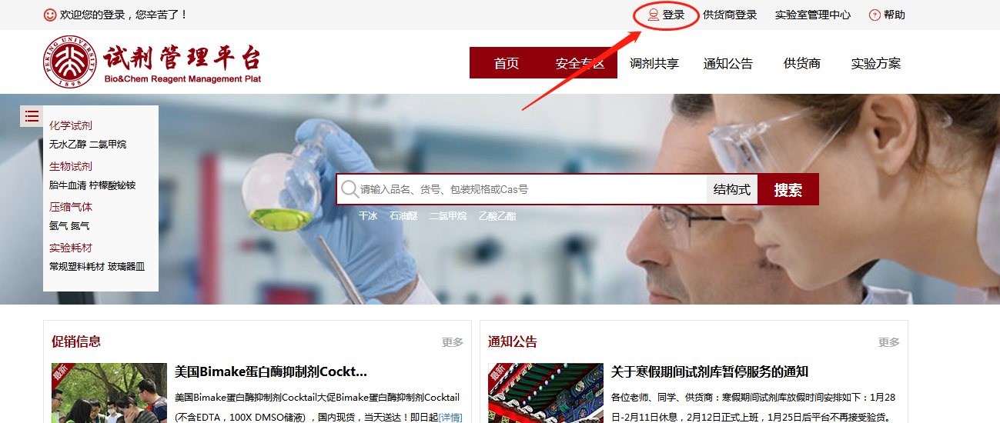 欢迎您的登录，您辛苦了！
登录 供货商登录 实验室管理中心 帮助
PEKING UNIVERSITY
1898
试剂管理平台
Bio&Chem Reagent Management Plat
首页 安全专区 调剂共享 通知公告 供货商 实验方案
化学试剂
无水乙醇 二氯甲烷
生物试剂
胎牛血清 柠檬酸铋铵
压缩气体
氢气 氮气
实验耗材
常规塑料耗材 玻璃器皿
请输入品名、货号、包装规格或Cas号 结构式 搜索
干冰 石油醚 二氯甲烷 乙酸乙酯
促销信息 更多
最新
美国Bimake蛋白酶抑制剂Cockt...
美国Bimake蛋白酶抑制剂Cocktail大促Bimake蛋白酶抑制剂Cocktail
(不含EDTA，100X DMSO储液) ，国内现货，当天送达！即日起[详情]
通知公告 更多
最新
关于寒假期间试剂库暂停服务的通知
各位老师、同学、供货商：寒假期间试剂库放假时间安排如下：1月28
日-2月11日休息，2月12日正式上班，1月25日后平台不再接受验货。